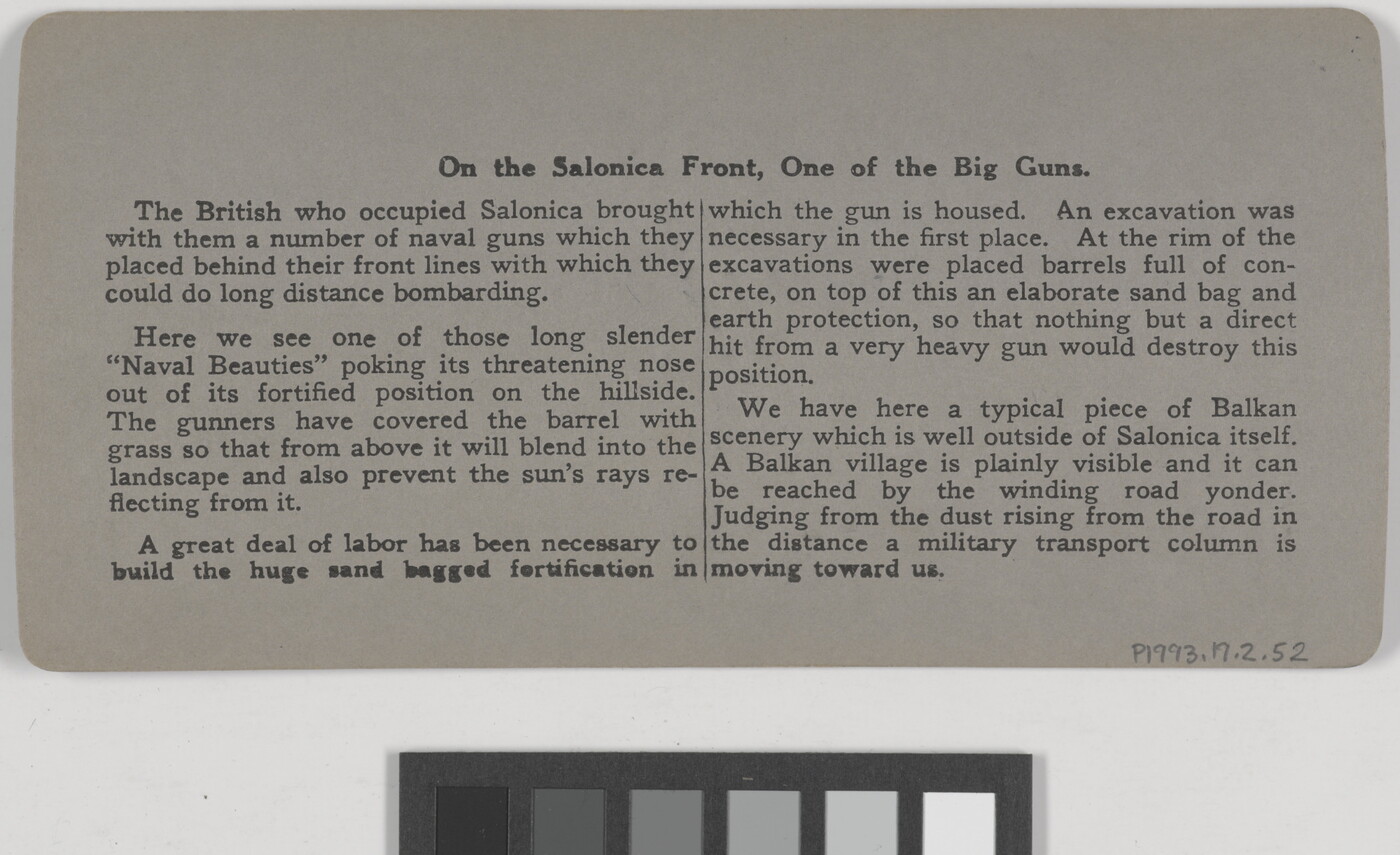 On the Salonica Front, One of the Big Guns.
The British who occupied Salonica brought
with them a number of naval guns which they
placed behind their front lines with which they
could do long distance bombarding.
Here we see one of those long slender
“Naval Beauties” poking its threatening nose
out of its fortified position on the hillside.
The gunners have covered the barrel with
grass so that from above it will blend into the
landscape and also prevent the sun’s rays re-
flecting from it.
A great deal of labor has been necessary to
build the huge sand bagged fortification in
which the gun is housed. An excavation was
necessary in the first place. At the rim of the
excavations were placed barrels full of con-
crete, on top of this an elaborate sand bag and
earth protection, so that nothing but a direct
hit from a very heavy gun would destroy this
position.
We have here a typical piece of Balkan
scenery which is well outside of Salonica itself.
A Balkan village is plainly visible and it can
be reached by the winding road yonder.
Judging from the dust rising from the road in
the distance a military transport column is
moving toward us.
P1993.17.2.52